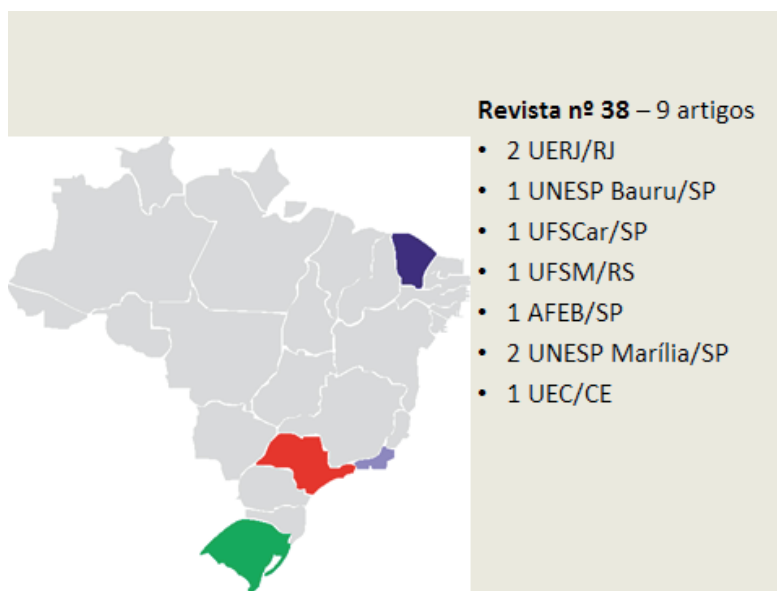 Revista nº 38 – 9 artigos
• 2 UERJ/RJ
• 1 UNESP Bauru/SP
• 1 UFSCar/SP
• 1 UFSM/RS
• 1 AFEB/SP
• 2 UNESP Marília/SP
• 1 UEC/CE